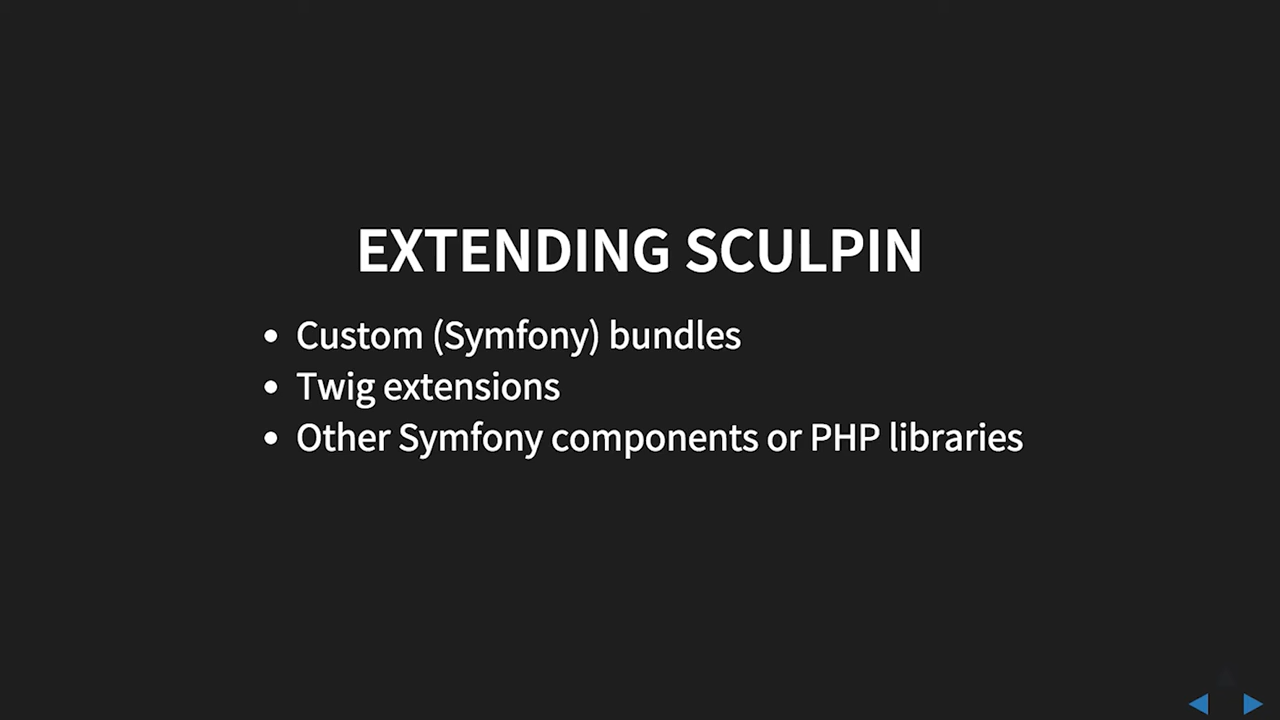 EXTENDING SCULPIN
• Custom (Symfony) bundles
• Twig extensions
• Other Symfony components or PHP libraries